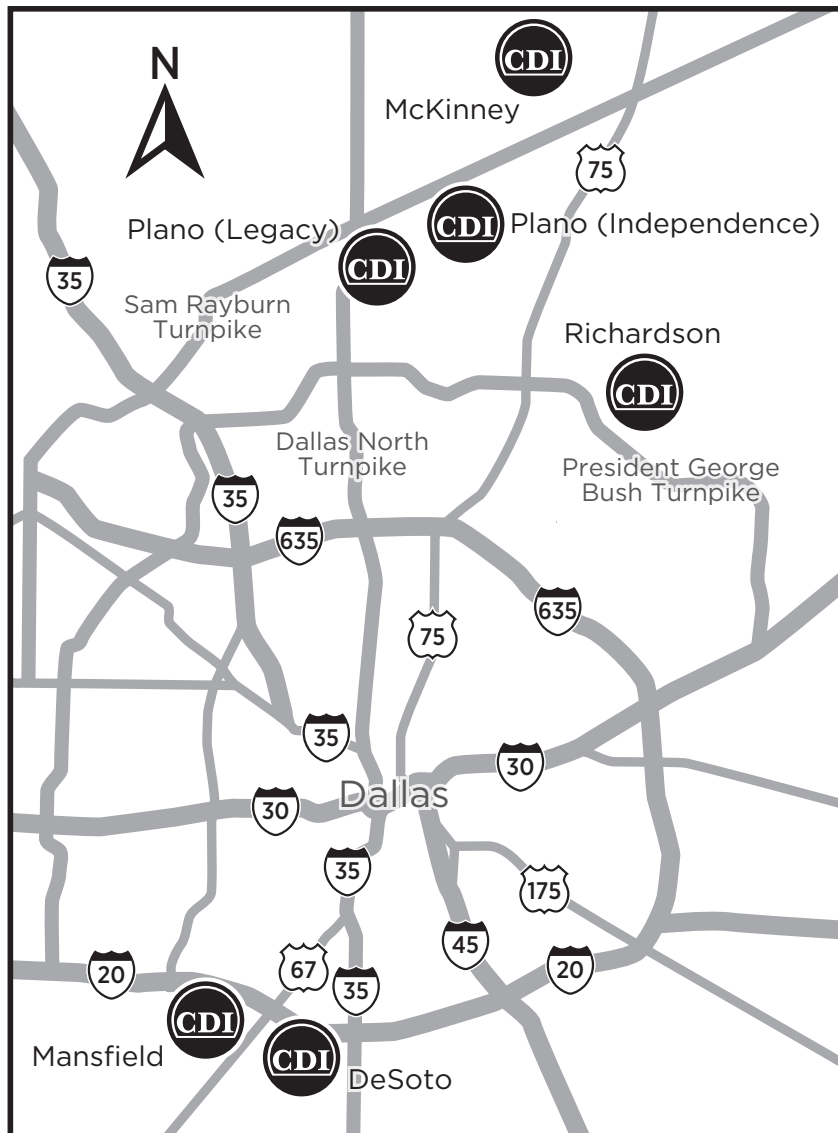 N
CDI
McKinney
75
Plano (Legacy)
CDI
Plano (Independence)
CDI
35
Sam Rayburn
Turnpike
Richardson
CDI
Dallas North
Turnpike
President George
Bush Turnpike
35
635
635
75
35
30
Dallas
30
35
175
45
20
67
20
35
CDI
Mansfield
CDI
DeSoto